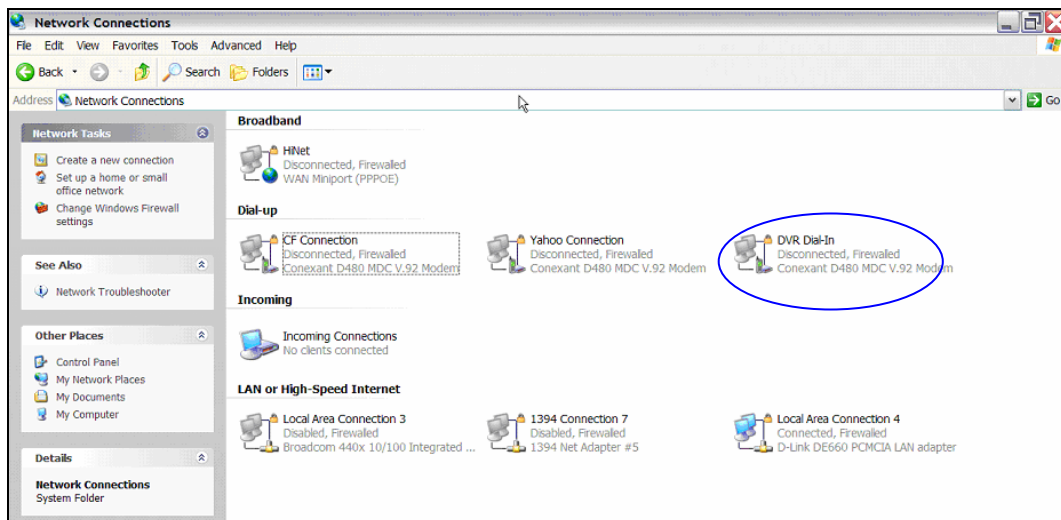 Network Connections
File Edit View Favorites Tools Advanced Help
Back Search Folders
Address Network Connections Go
Network Tasks
Create a new connection
Set up a home or small
office network
Change Windows Firewall
settings
See Also
Network Troubleshooter
Other Places
Control Panel
My Network Places
My Documents
My Computer
Details
Network Connections
System Folder
Broadband
HiNet
Disconnected, Firewalled
WAN Miniport (PPPOE)
Dial-up
CF Connection
Disconnected, Firewalled
Conexant D480 MDC V.92 Modem
Yahoo Connection
Disconnected, Firewalled
Conexant D480 MDC V.92 Modem
DVR Dial-In
Disconnected, Firewalled
Conexant D480 MDC V.92 Modem
Incoming
Incoming Connections
No clients connected
LAN or High-Speed Internet
Local Area Connection 3
Disabled, Firewalled
Broadcom 440x 10/100 Integrated ...
1394 Connection 7
Disabled, Firewalled
1394 Net Adapter #5
Local Area Connection 4
Connected, Firewalled
D-Link DE660 PCMCIA LAN adapter